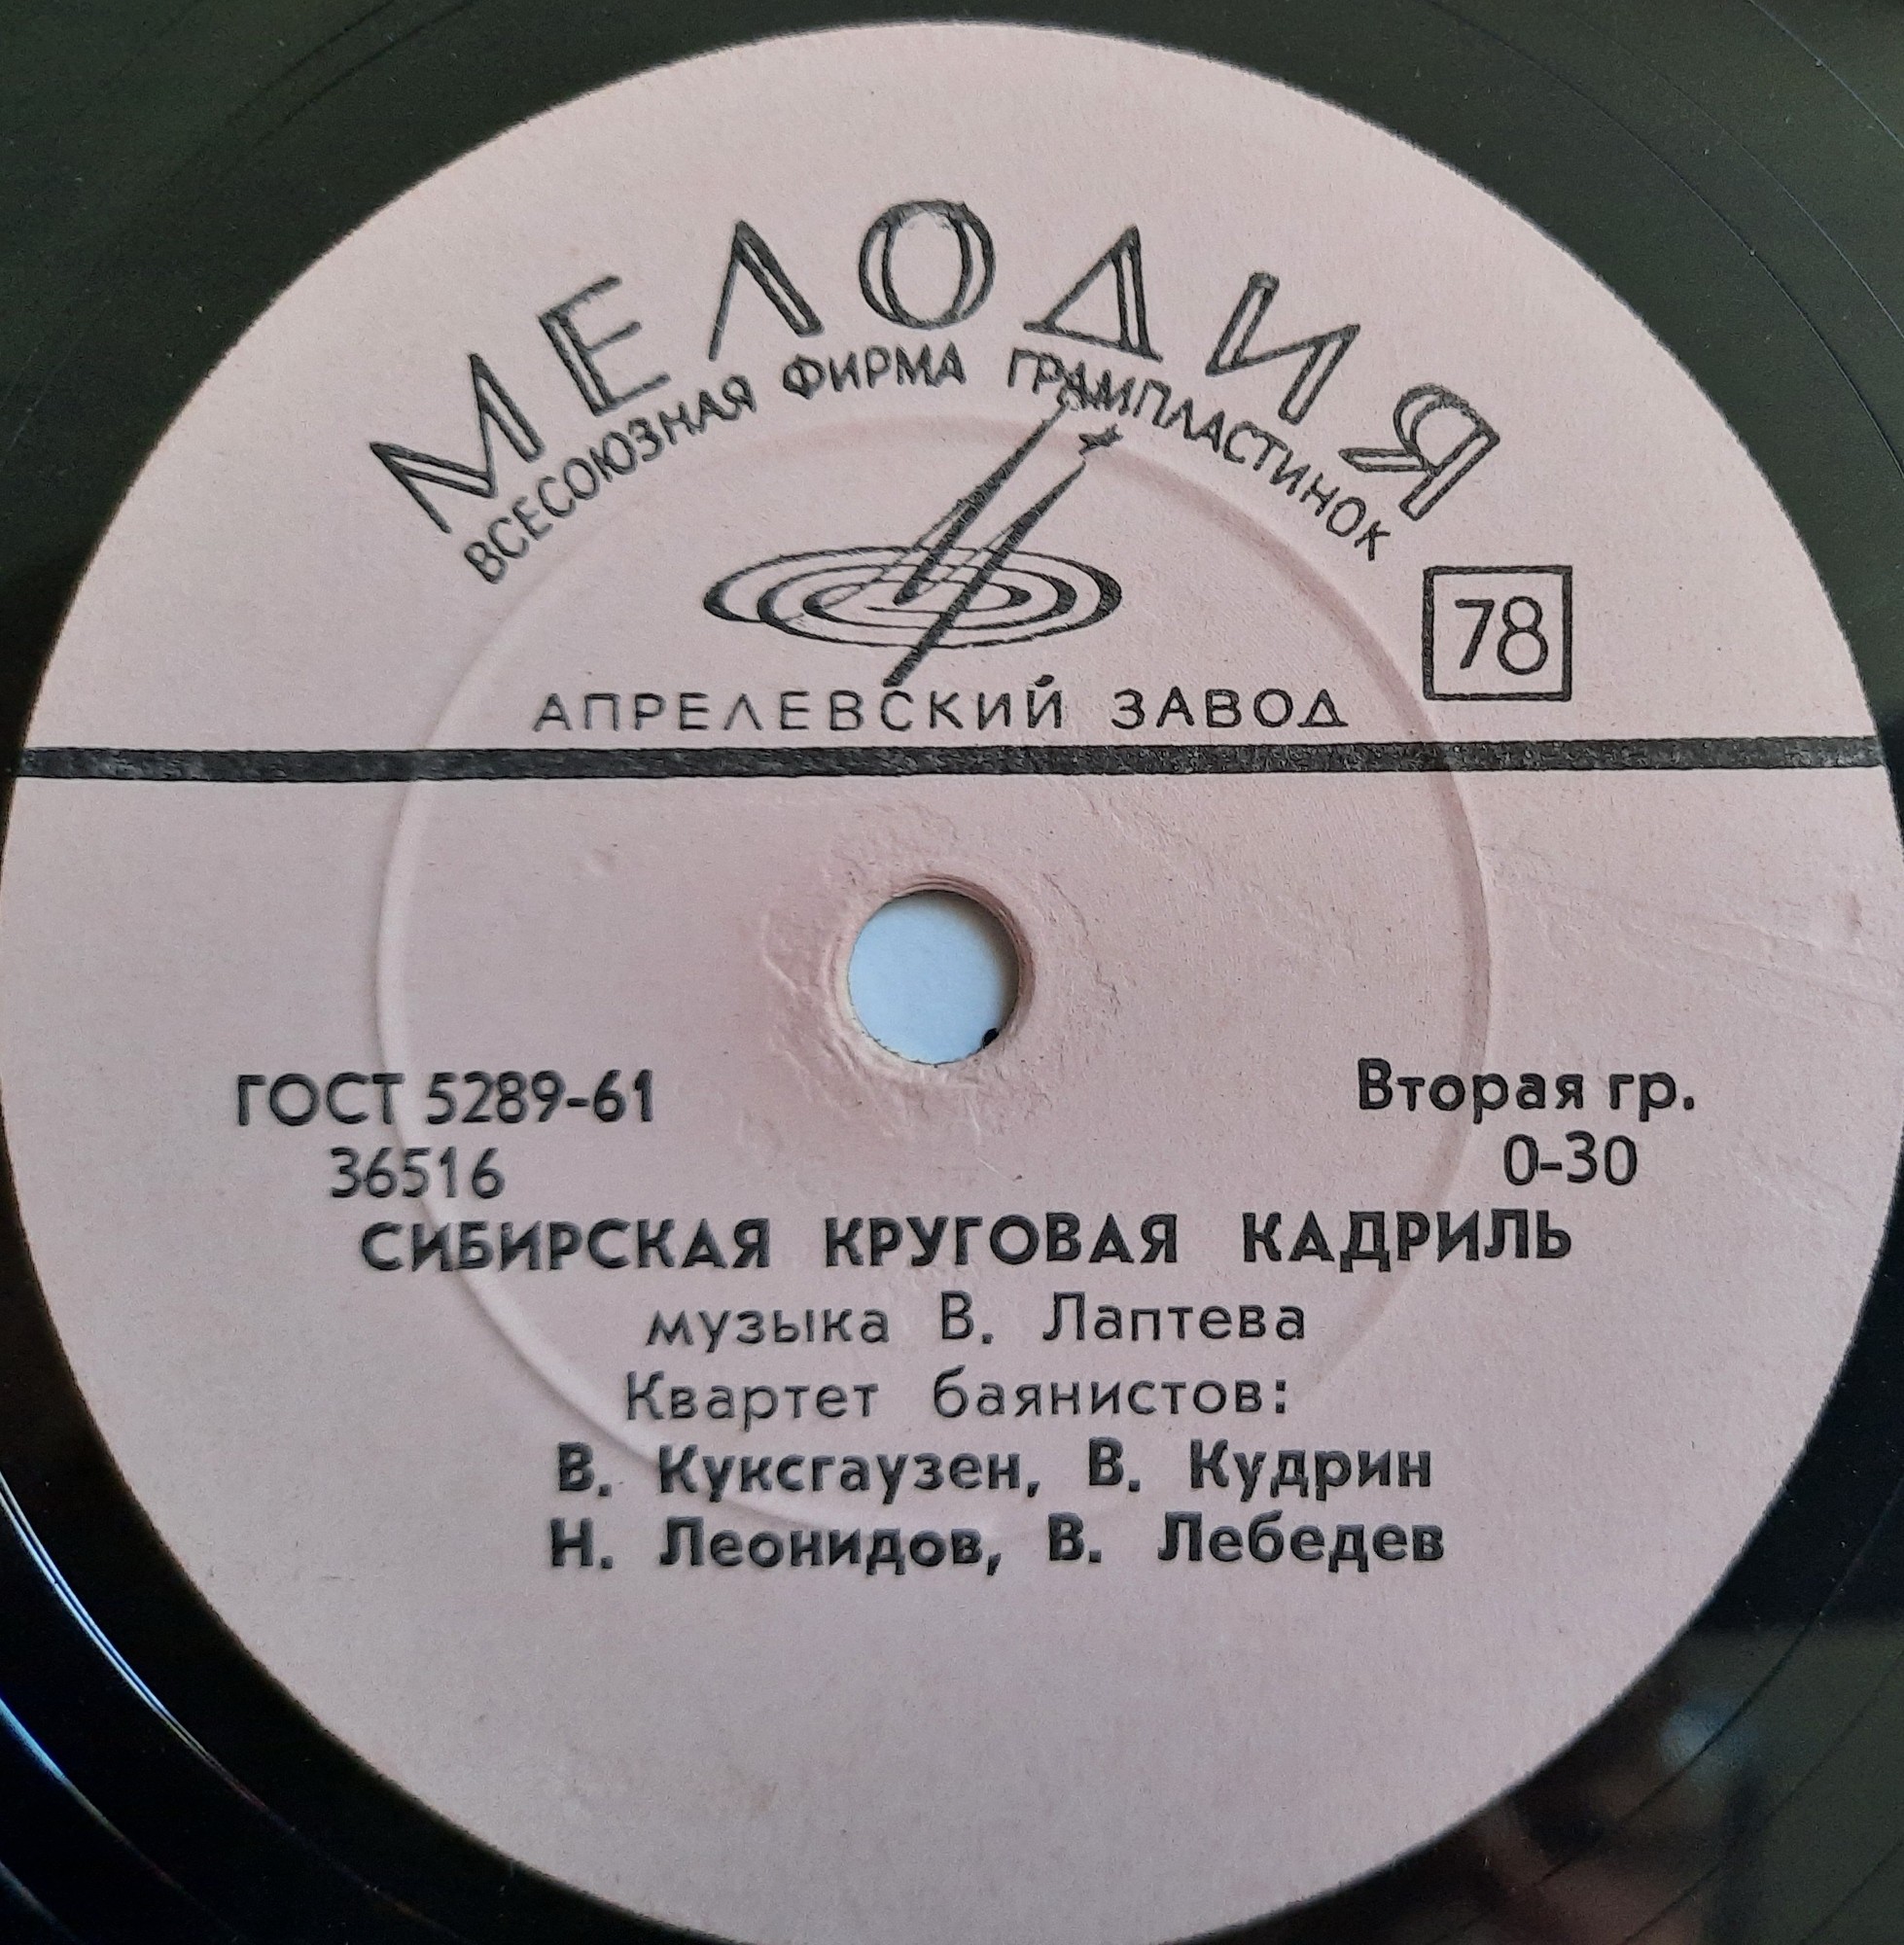 МЕЛОДИЯ
ВСЕСОЮЗНАЯ ФИРМА ГРАМПЛАСТИНОК
78
АПРЕЛЕВСКИЙ ЗАВОД
ГОСТ 5289-61
Вторая гр.
36516
0-30
СИБИРСКАЯ КРУГОВАЯ КАДРИЛЬ
музыка В. Лаптева
Квартет баянистов:
В. Куксгаузен, В. Кудрин
Н. Леонидов, В. Лебедев